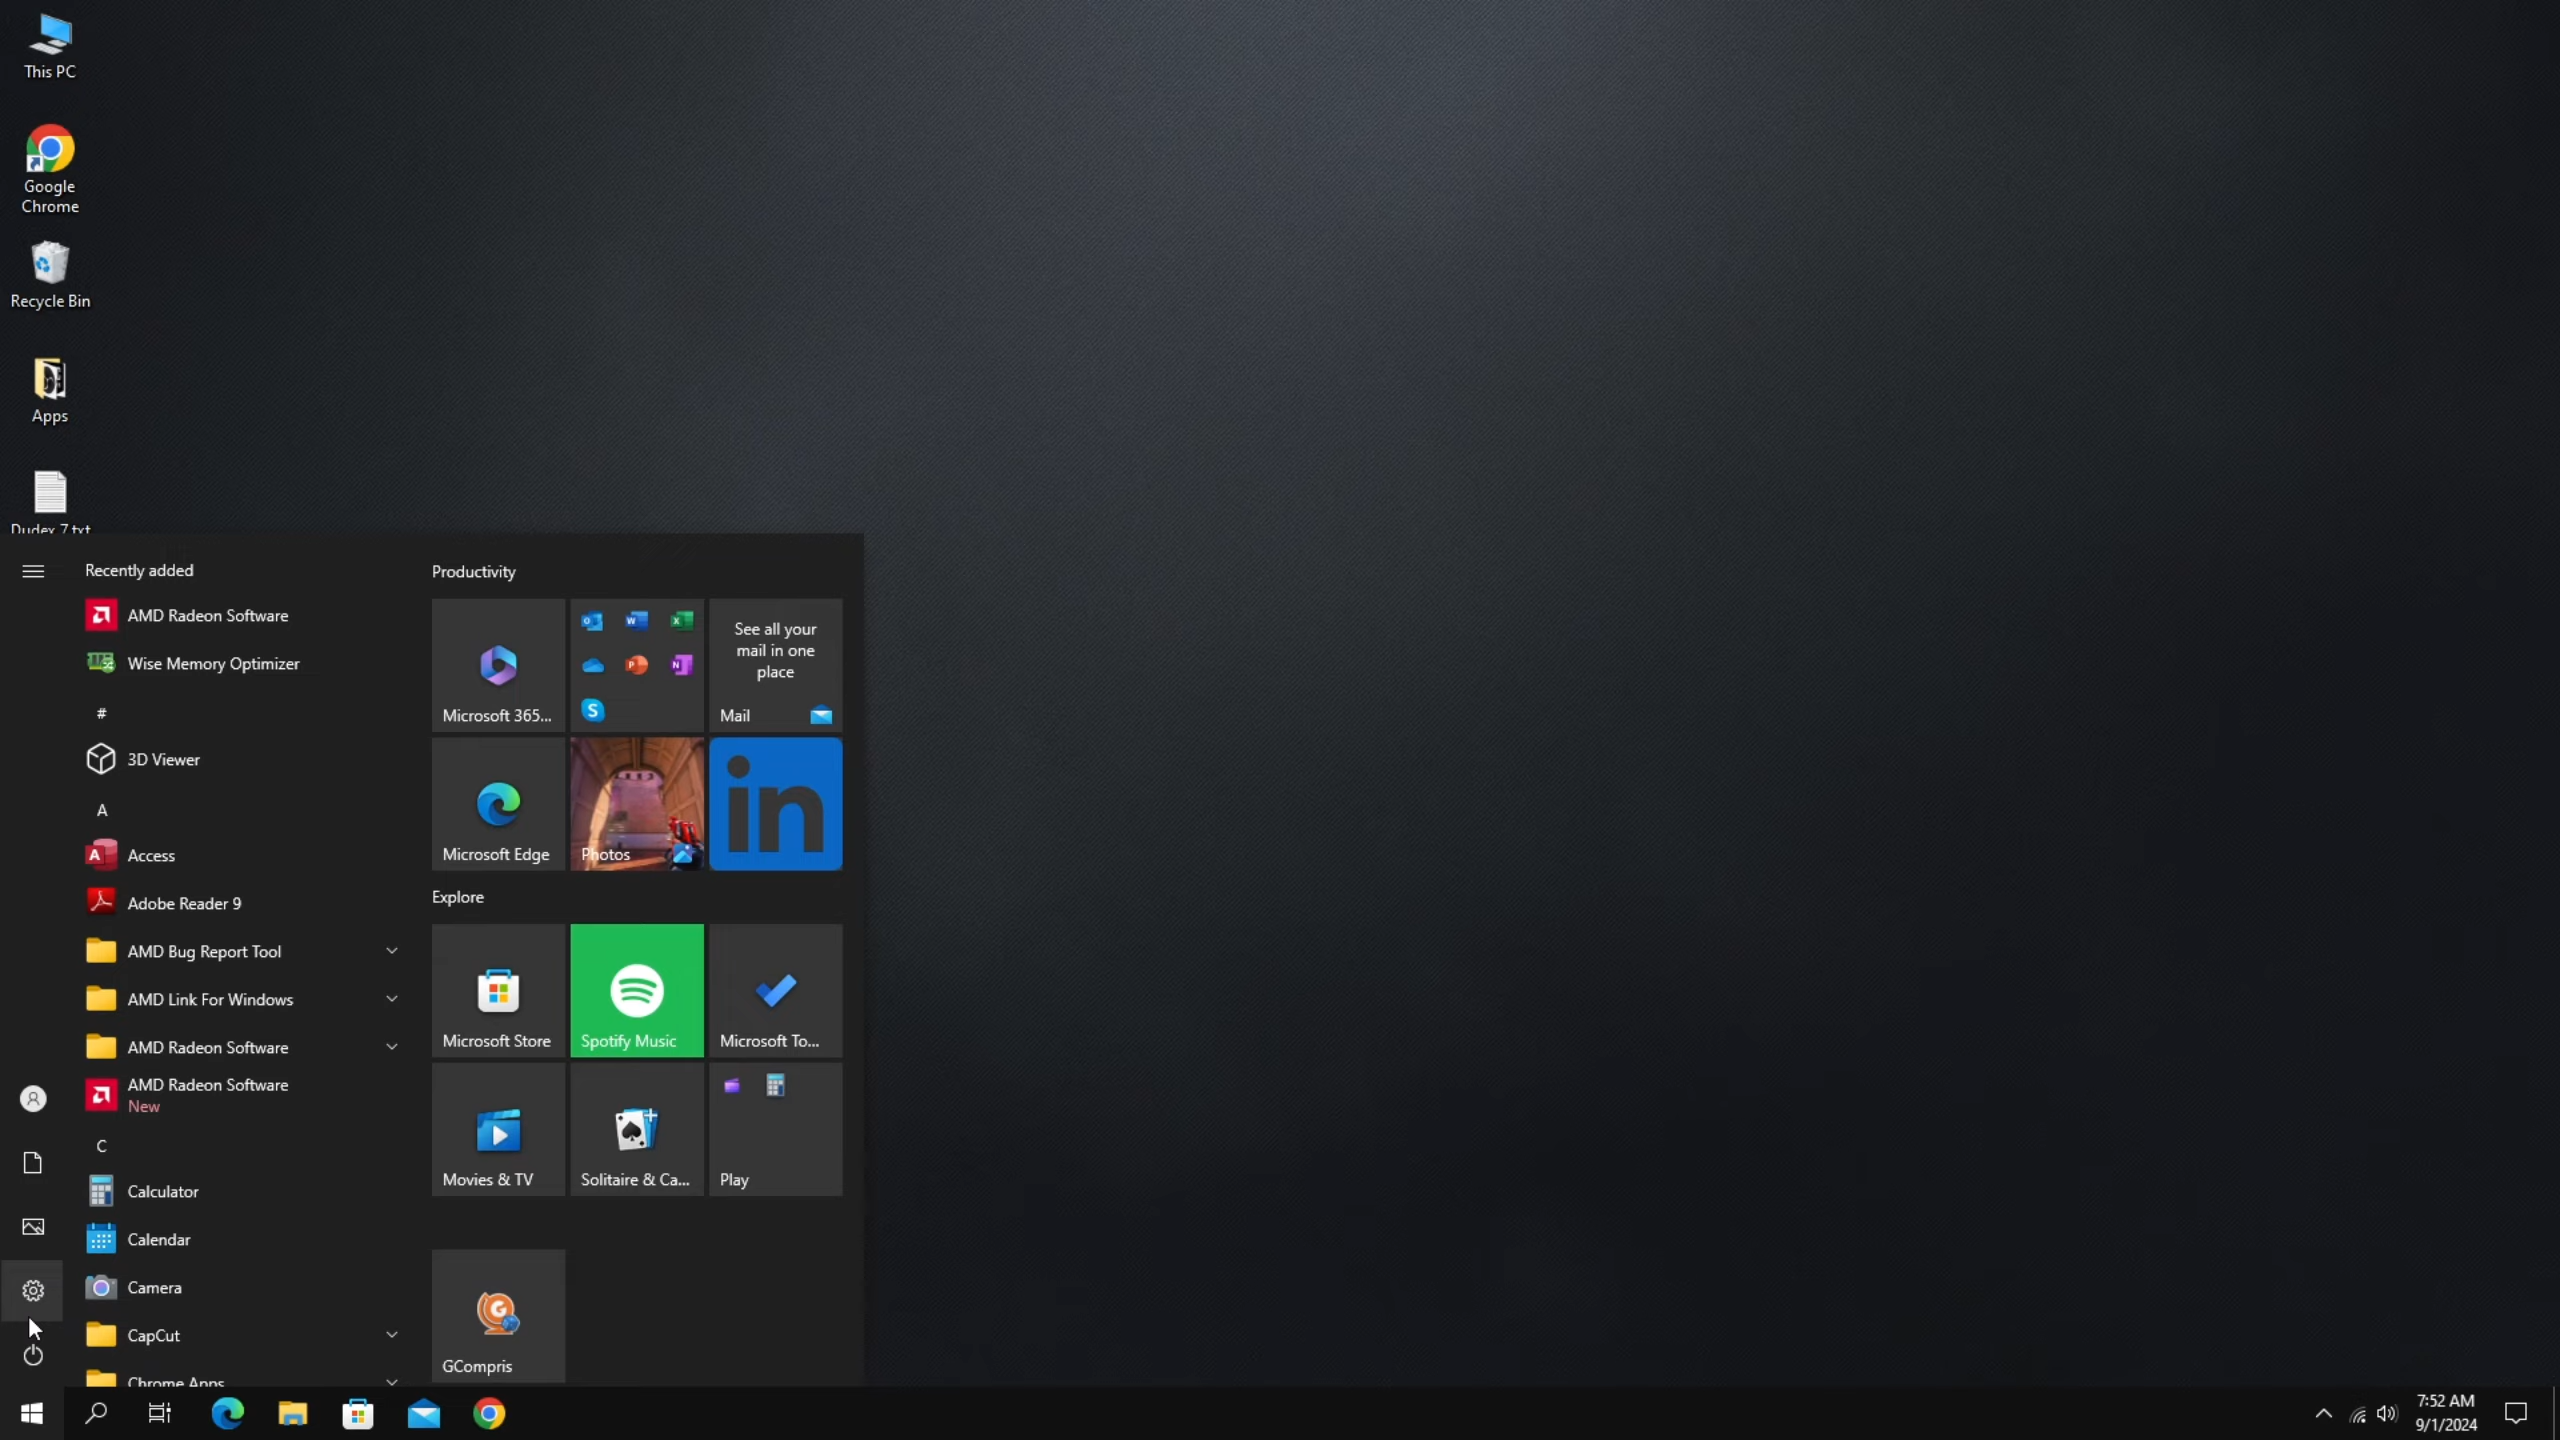 This PC
Google
Chrome
Recycle Bin
Apps
Dudex 7.txt
Recently added
AMD Radeon Software
Wise Memory Optimizer
#
3D Viewer
A
Access
Adobe Reader 9
AMD Bug Report Tool
AMD Link For Windows
AMD Radeon Software
AMD Radeon Software
New
C
Calculator
Calendar
Camera
CapCut
Chrome Apps
Productivity
Microsoft 365...
See all your
mail in one
place
Mail
Microsoft Edge
Photos
in
Explore
Microsoft Store
Spotify Music
Microsoft To...
Movies & TV
Solitaire & Ca...
Play
GCompris
7:52 AM
9/1/2024